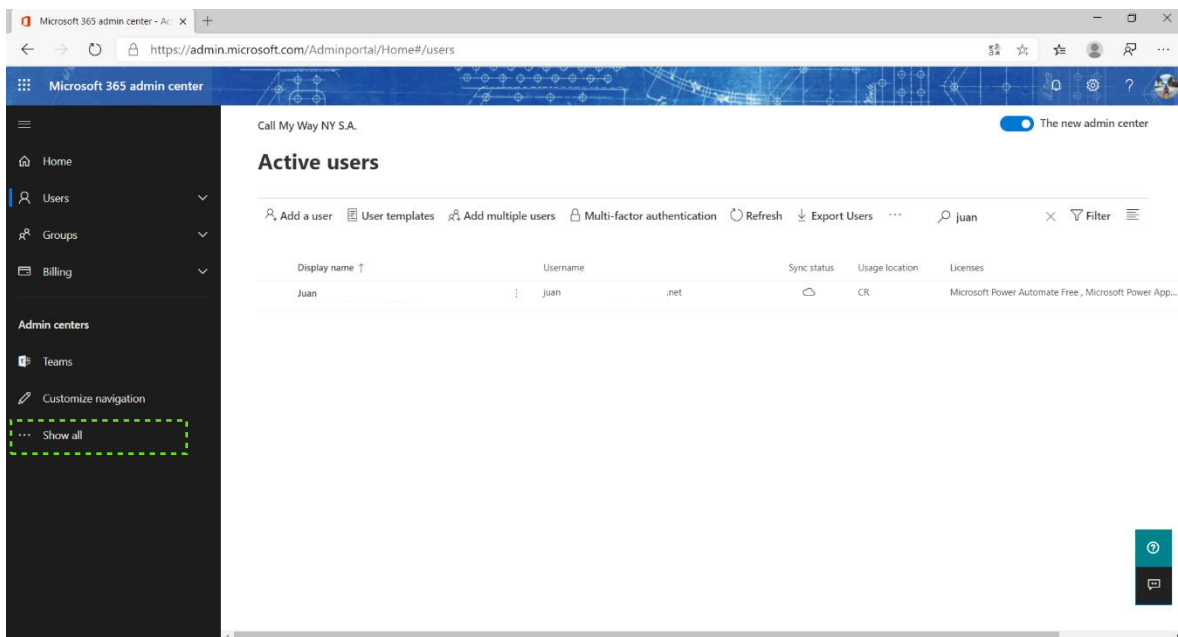 Microsoft 365 admin center - Ac
https://admin.microsoft.com/Adminportal/Home#/users
Microsoft 365 admin center
Call My Way NY S.A.
The new admin center
Home
Active users
Users
Add a user User templates Add multiple users Multi-factor authentication Refresh Export Users ... juan Filter
Groups
Billing
Display name ↑ Username Sync status Usage location Licenses
Juan juan .net CR Microsoft Power Automate Free , Microsoft Power App...
Admin centers
Teams
Customize navigation
... Show all